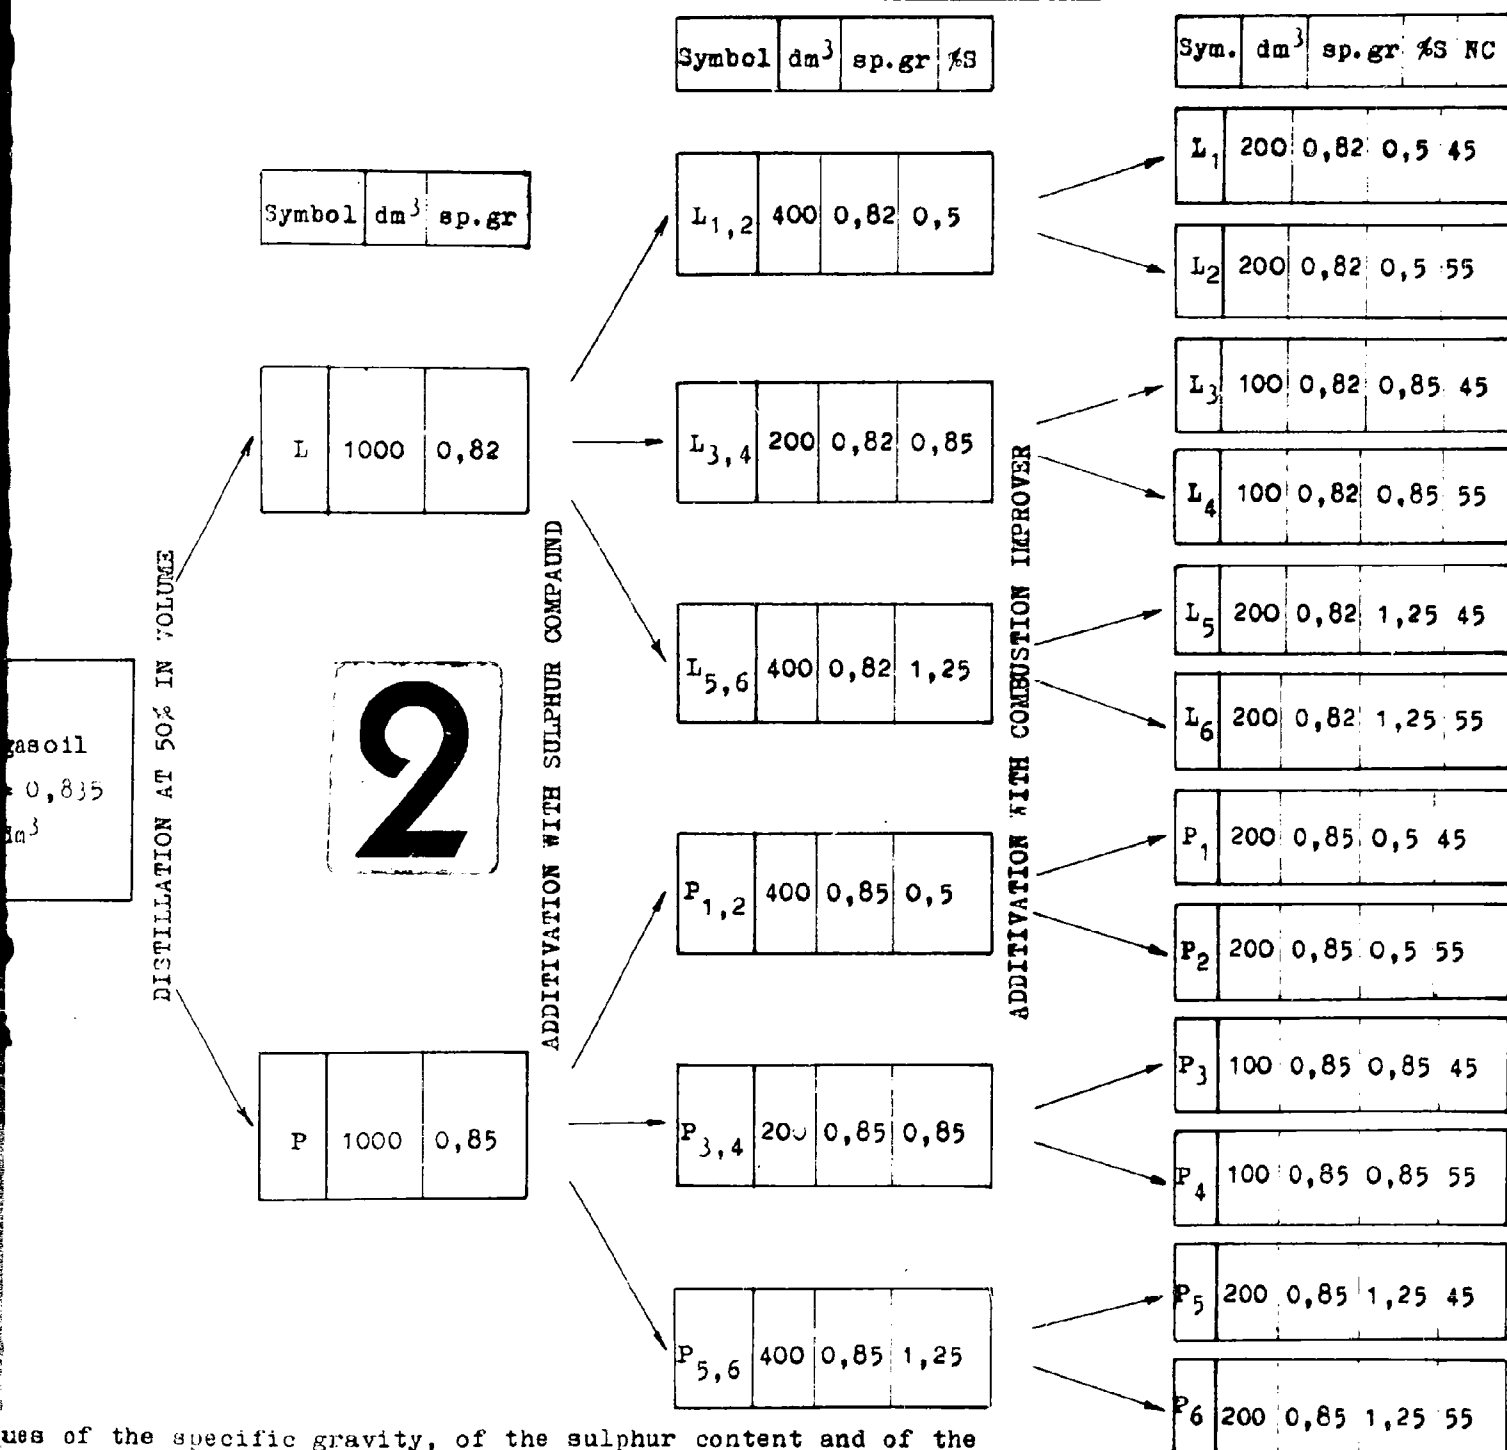 Symbol dm³ sp.gr %S
Sym. dm³ sp.gr %S NC
Symbol dm³ sp.gr
gasoil
0,835
dm³
DISTILLATION AT 50% IN VOLUME
L 1000 0,82
P 1000 0,85
2
ADDITIVATION WITH SULPHUR COMPAUND
L1,2 400 0,82 0,5
L3,4 200 0,82 0,85
L5,6 400 0,82 1,25
P1,2 400 0,85 0,5
P3,4 200 0,85 0,85
P5,6 400 0,85 1,25
ADDITIVATION WITH COMBUSTION IMPROVER
L1 200 0,82 0,5 45
L2 200 0,82 0,5 55
L3 100 0,82 0,85 45
L4 100 0,82 0,85 55
L5 200 0,82 1,25 45
L6 200 0,82 1,25 55
P1 200 0,85 0,5 45
P2 200 0,85 0,5 55
P3 100 0,85 0,85 45
P4 100 0,85 0,85 55
P5 200 0,85 1,25 45
P6 200 0,85 1,25 55
ues of the specific gravity, of the sulphur content and of the